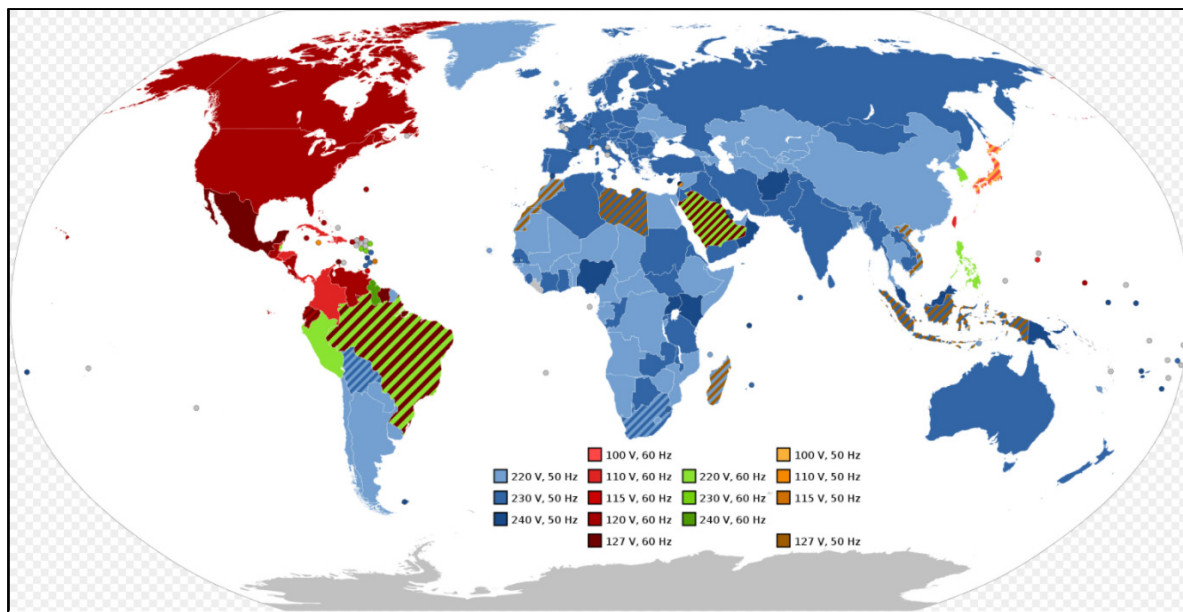 100 V, 60 Hz 100 V, 50 Hz
220 V, 50 Hz 110 V, 60 Hz 220 V, 60 Hz 110 V, 50 Hz
230 V, 50 Hz 115 V, 60 Hz 230 V, 60 Hz 115 V, 50 Hz
240 V, 50 Hz 120 V, 60 Hz 240 V, 60 Hz
127 V, 60 Hz 127 V, 50 Hz